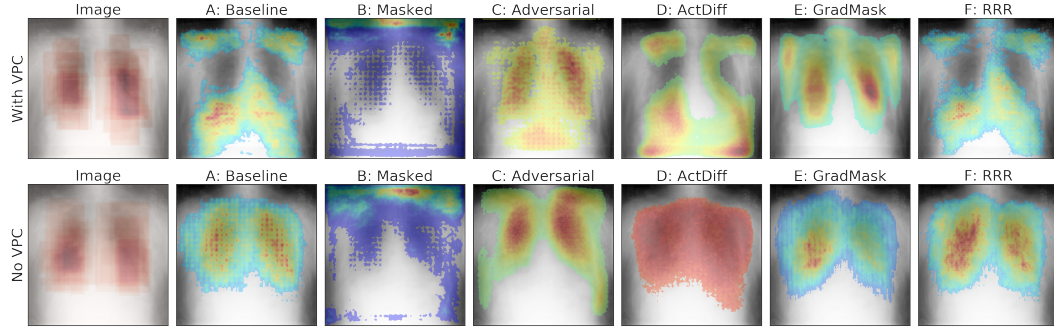 Image A: Baseline B: Masked C: Adversarial D: ActDiff E: GradMask F: RRR
With VPC
Image A: Baseline B: Masked C: Adversarial D: ActDiff E: GradMask F: RRR
No VPC